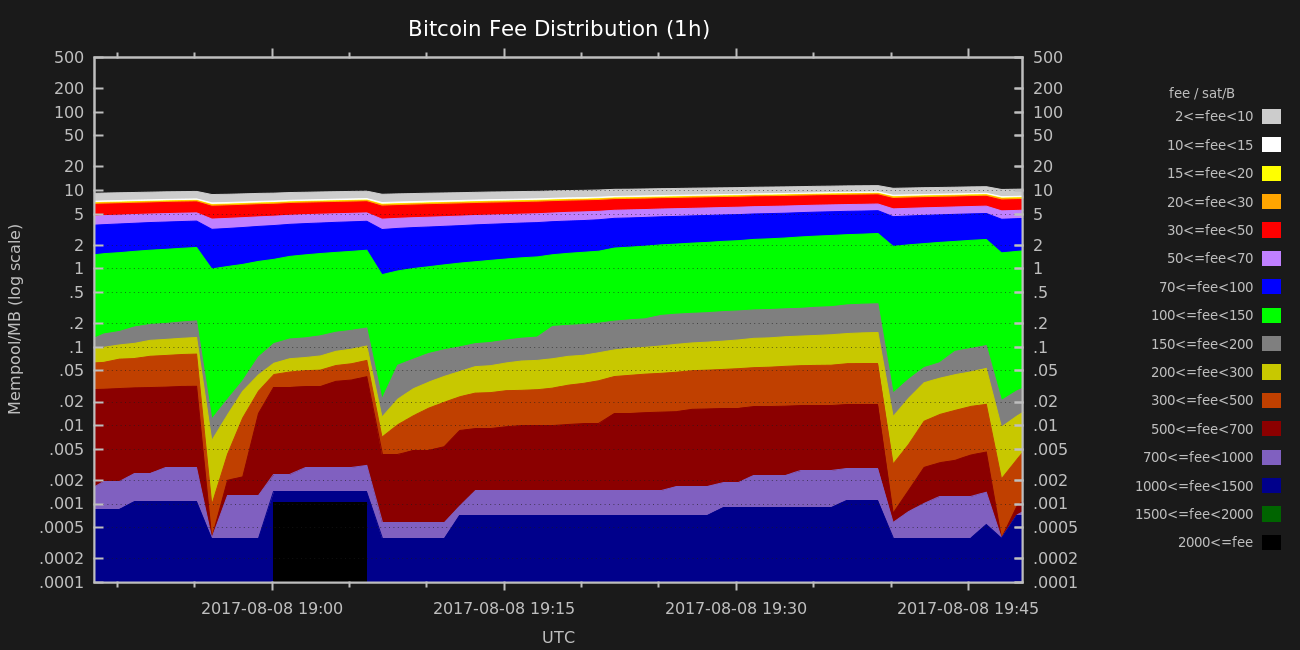 Bitcoin Fee Distribution (1h)
Mempool/MB (log scale)
500
200
100
50
20
10
5
2
1
.5
.2
.1
.05
.02
.01
.005
.002
.001
.0005
.0002
.0001
500
200
100
50
20
10
5
2
1
.5
.2
.1
.05
.02
.01
.005
.002
.001
.0005
.0002
.0001
2017-08-08 19:00
2017-08-08 19:15
2017-08-08 19:30
2017-08-08 19:45
UTC
fee / sat/B
2<=fee<10
10<=fee<15
15<=fee<20
20<=fee<30
30<=fee<50
50<=fee<70
70<=fee<100
100<=fee<150
150<=fee<200
200<=fee<300
300<=fee<500
500<=fee<700
700<=fee<1000
1000<=fee<1500
1500<=fee<2000
2000<=fee